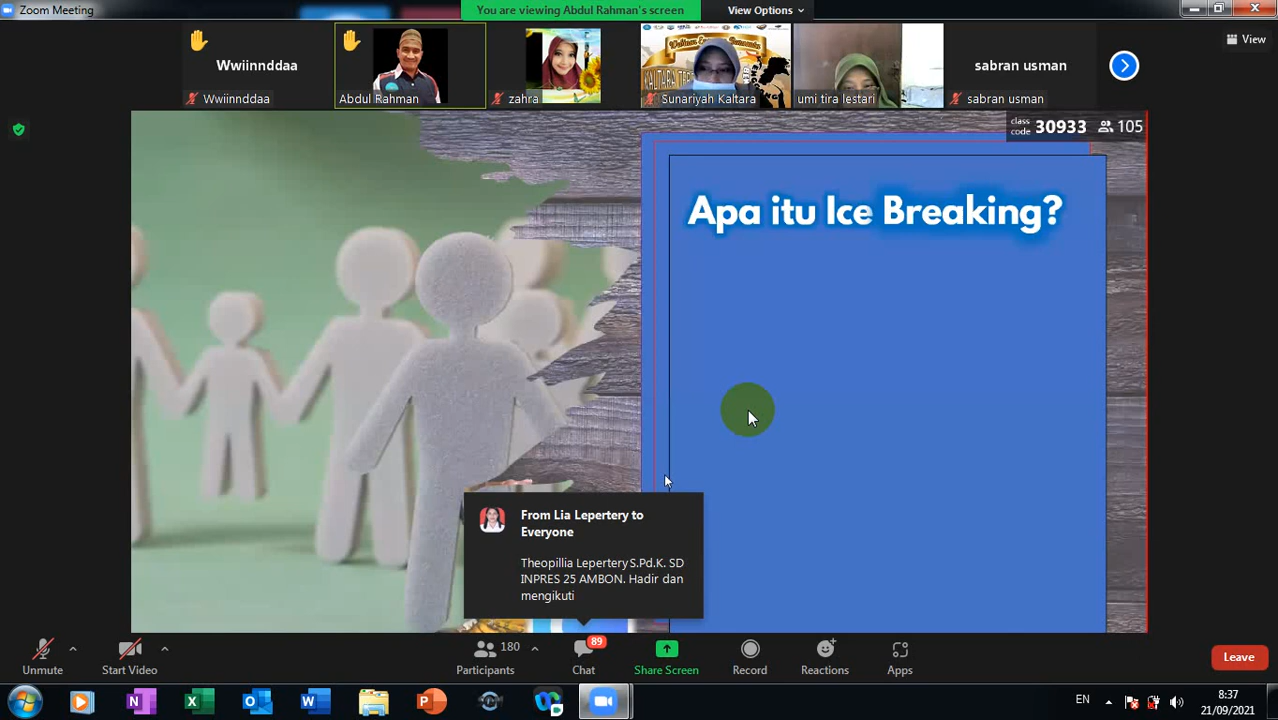 Zoom Meeting
You are viewing Abdul Rahman's screen
View Options
View
Wwiinnddaa
sabran usman
Wwiinnddaa
Abdul Rahman
zahra
Sunariyah Kaltara
umi tira lestari
sabran usman
class code 30933 105
Apa itu Ice Breaking?
From Lia Lepertery to
Everyone
Theopillia Lepertery S.Pd.K. SD
INPRES 25 AMBON. Hadir dan
mengikuti
180
89
Unmute
Start Video
Participants
Chat
Share Screen
Record
Reactions
Apps
Leave
EN
8:37
21/09/2021